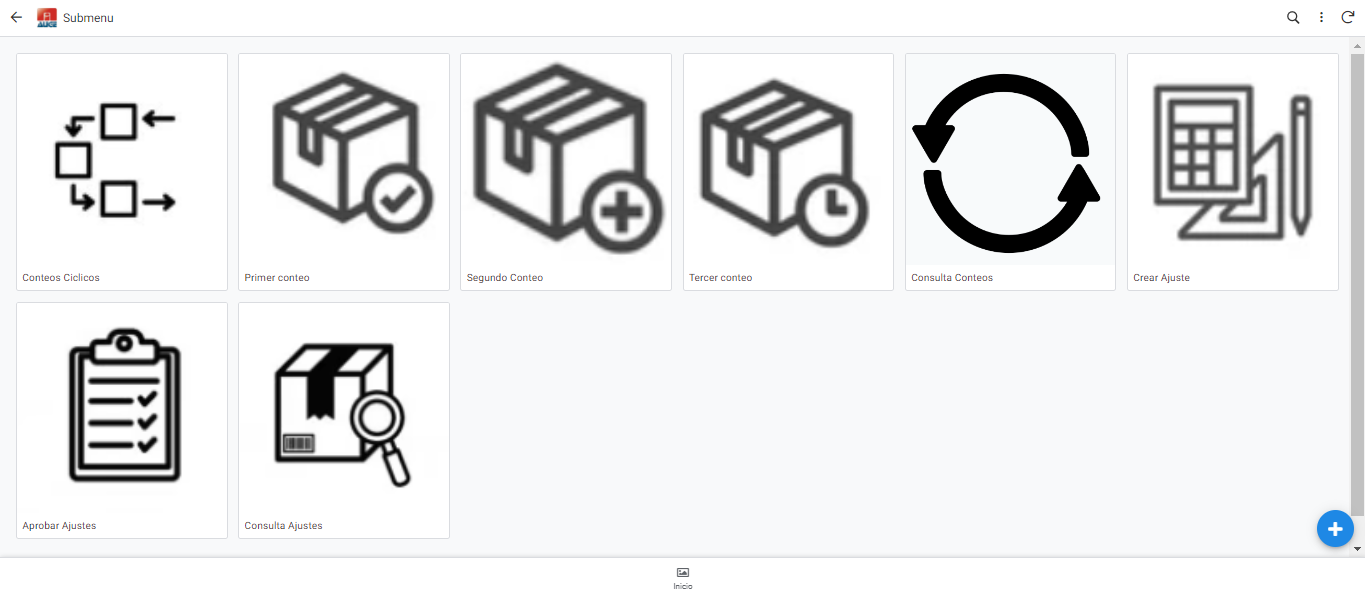 Submenu
Conteos Ciclicos
Primer conteo
Segundo Conteo
Tercer conteo
Consulta Conteos
Crear Ajuste
Aprobar Ajustes
Consulta Ajustes
Inicio